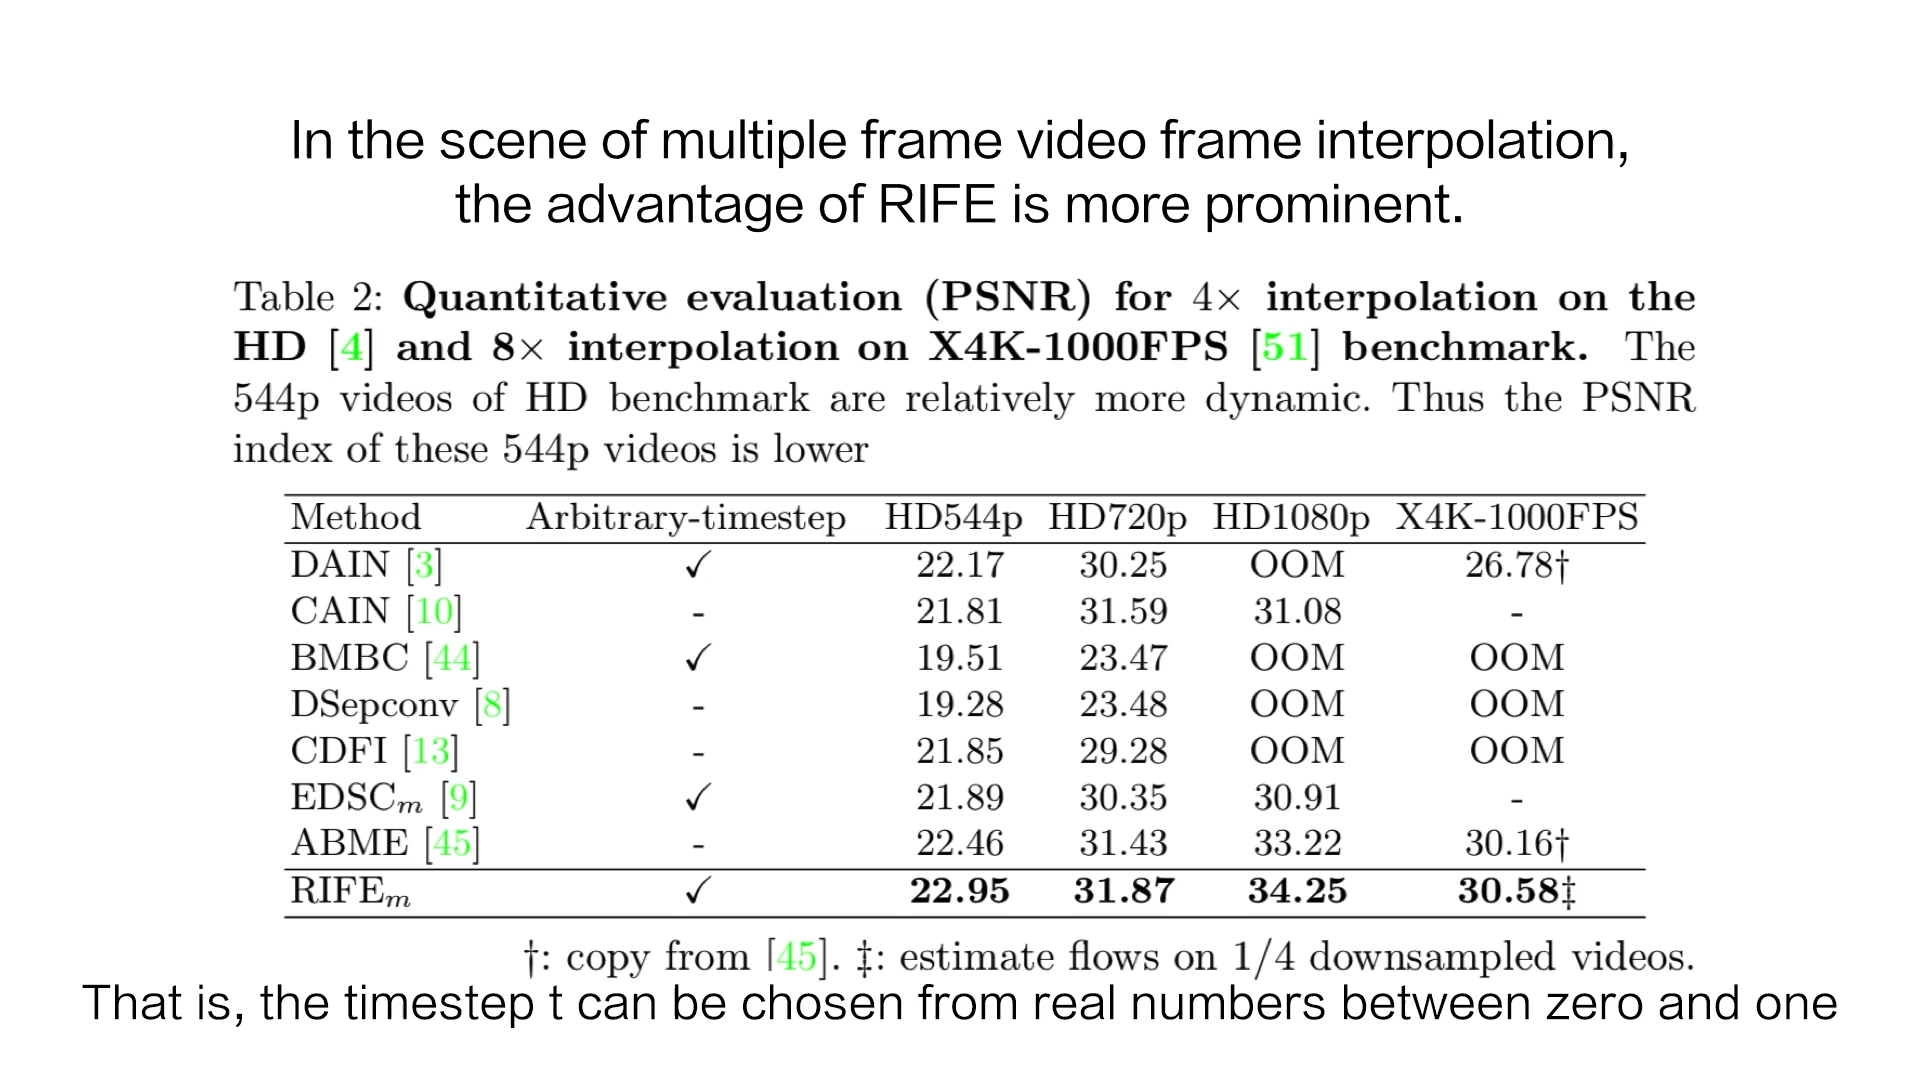 In the scene of multiple frame video frame interpolation,
the advantage of RIFE is more prominent.
Table 2: Quantitative evaluation (PSNR) for 4× interpolation on the
HD [4] and 8× interpolation on X4K-1000FPS [51] benchmark. The
544p videos of HD benchmark are relatively more dynamic. Thus the PSNR
index of these 544p videos is lower
Method Arbitrary-timestep HD544p HD720p HD1080p X4K-1000FPS
DAIN [3] ✓ 22.17 30.25 OOM 26.78†
CAIN [10] - 21.81 31.59 31.08 -
BMBC [44] ✓ 19.51 23.47 OOM OOM
DSepconv [8] - 19.28 23.48 OOM OOM
CDFI [13] - 21.85 29.28 OOM OOM
EDSCm [9] ✓ 21.89 30.35 30.91 -
ABME [45] - 22.46 31.43 33.22 30.16†
RIFEm ✓ 22.95 31.87 34.25 30.58‡
†: copy from [45]. ‡: estimate flows on 1/4 downsampled videos.
That is, the timestep t can be chosen from real numbers between zero and one